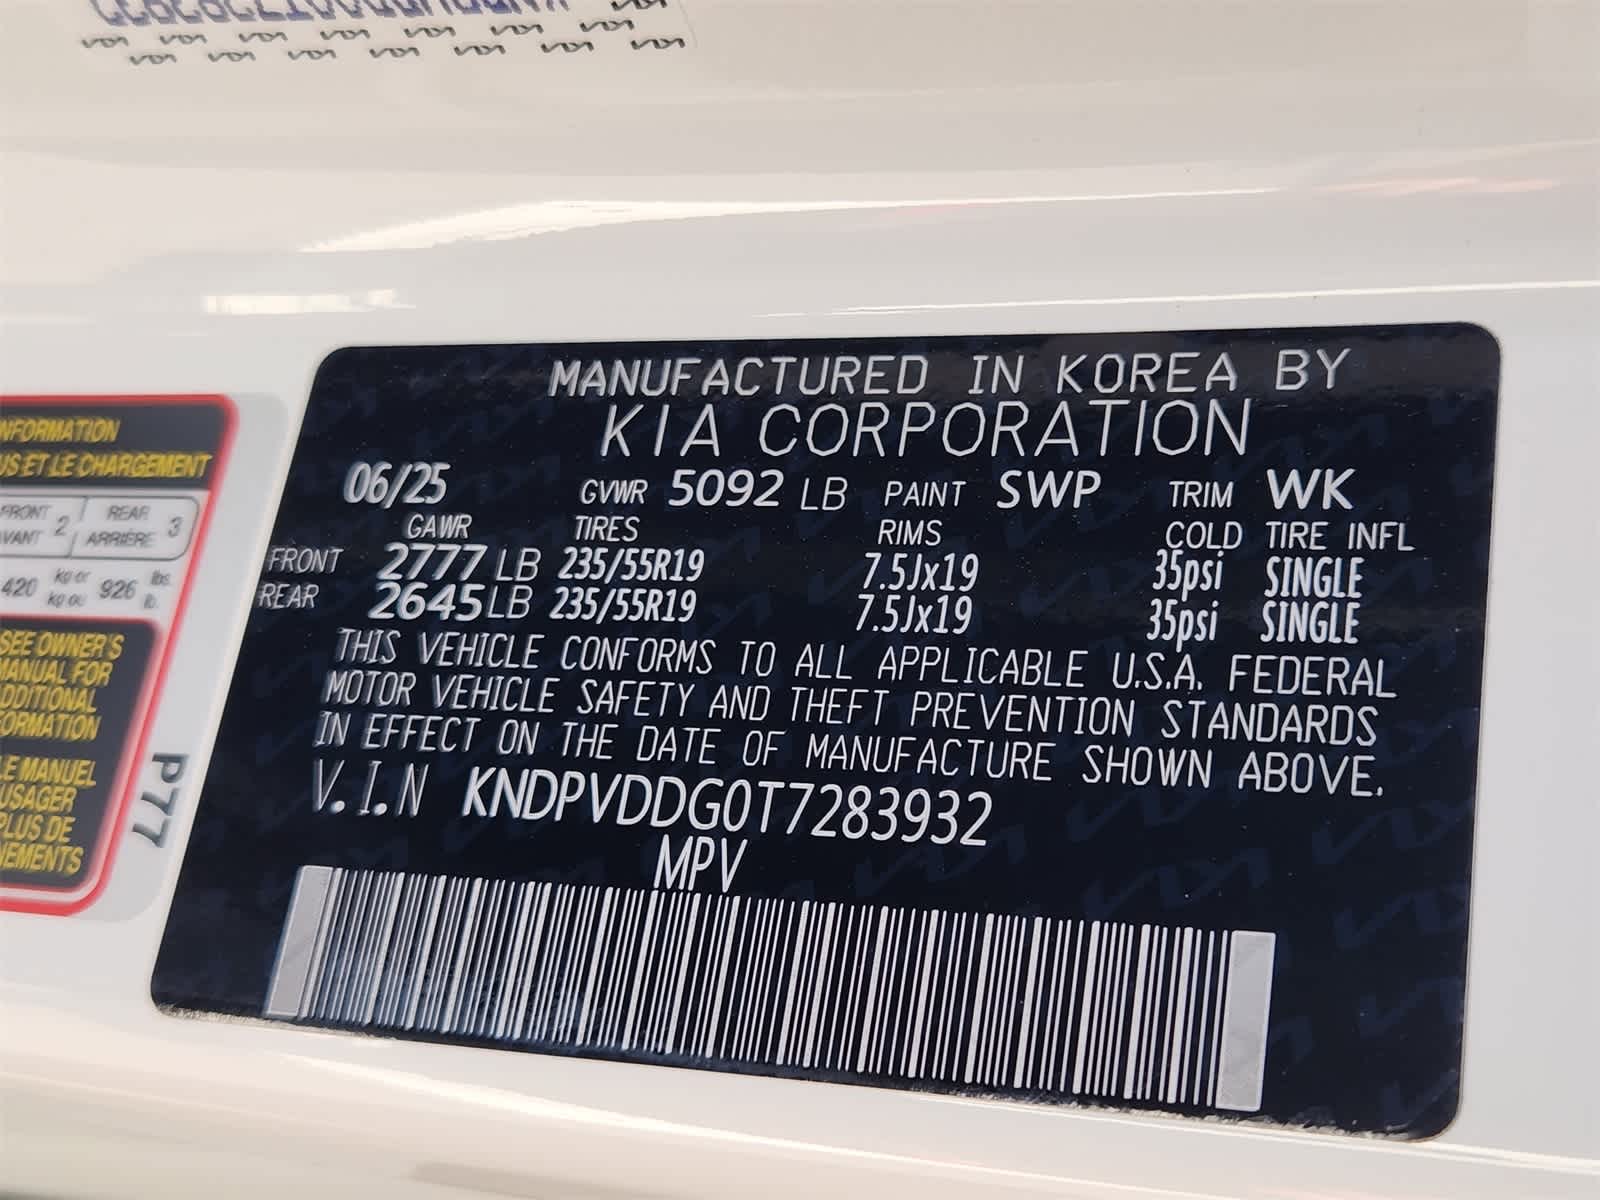 MANUFACTURED IN KOREA BY
KIA CORPORATION
06/25 GVWR 5092 LB PAINT SWP TRIM WK
GAWR TIRES RIMS COLD TIRE INFL
FRONT 2777 LB 235/55R19 7.5Jx19 35psi SINGLE
REAR 2645 LB 235/55R19 7.5Jx19 35psi SINGLE
THIS VEHICLE CONFORMS TO ALL APPLICABLE U.S.A. FEDERAL
MOTOR VEHICLE SAFETY AND THEFT PREVENTION STANDARDS
IN EFFECT ON THE DATE OF MANUFACTURE SHOWN ABOVE.
V.I.N KNDPVDDG0T7283932
MPV
NFORMATION
US ET LE CHARGEMENT
FRONT 2 REAR 3
AVANT ARRIÈRE
420 kg or 926 lbs.
kg ou lb.
SEE OWNER'S
MANUAL FOR
DDITIONAL
FORMATION
LE MANUEL
USAGER
PLUS DE
NEMENTS
P77